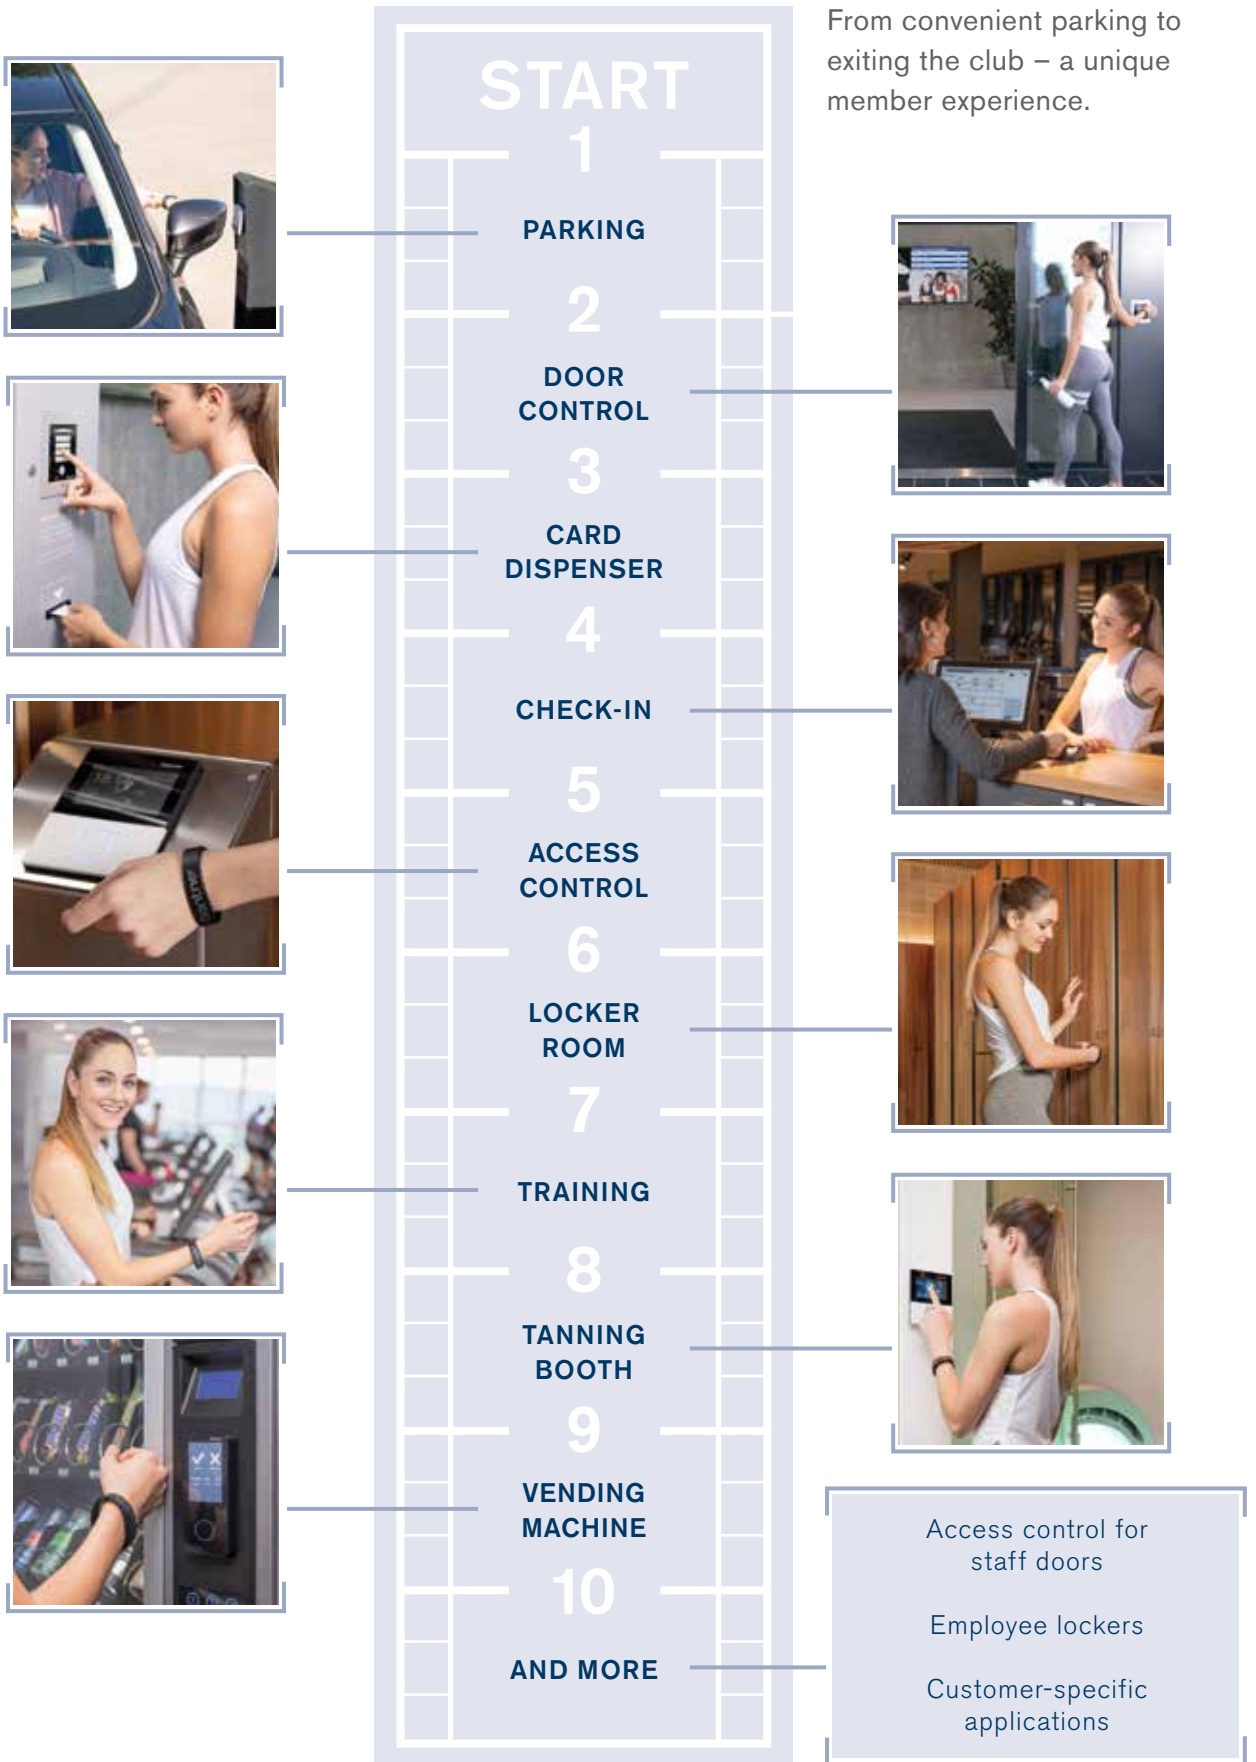 From convenient parking to
exiting the club – a unique
member experience.
START
1
PARKING
2
DOOR
CONTROL
3
CARD
DISPENSER
4
CHECK-IN
5
ACCESS
CONTROL
6
LOCKER
ROOM
7
TRAINING
8
TANNING
BOOTH
9
VENDING
MACHINE
10
AND MORE
Access control for
staff doors
Employee lockers
Customer-specific
applications